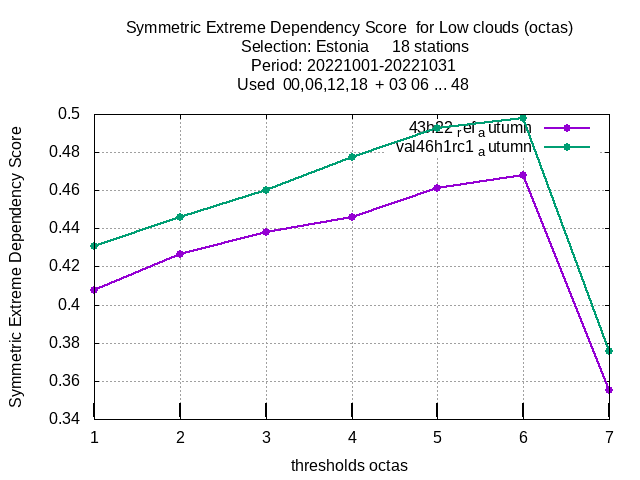 Symmetric Extreme Dependency Score  for Low clouds (octas)
Selection: Estonia     18 stations
Period: 20221001-20221031
Used  00,06,12,18  + 03 06 ... 48
Symmetric Extreme Dependency Score
0.5
0.48
0.46
0.44
0.42
0.4
0.38
0.36
0.34
43h22_ref_autumn
val46h1rc1_autumn
1 2 3 4 5 6 7
thresholds octas